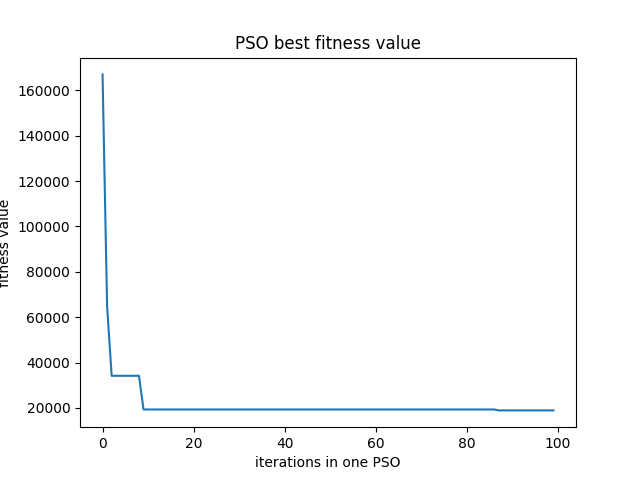 PSO best fitness value
fitness value
160000
140000
120000
100000
80000
60000
40000
20000
0 20 40 60 80 100
iterations in one PSO